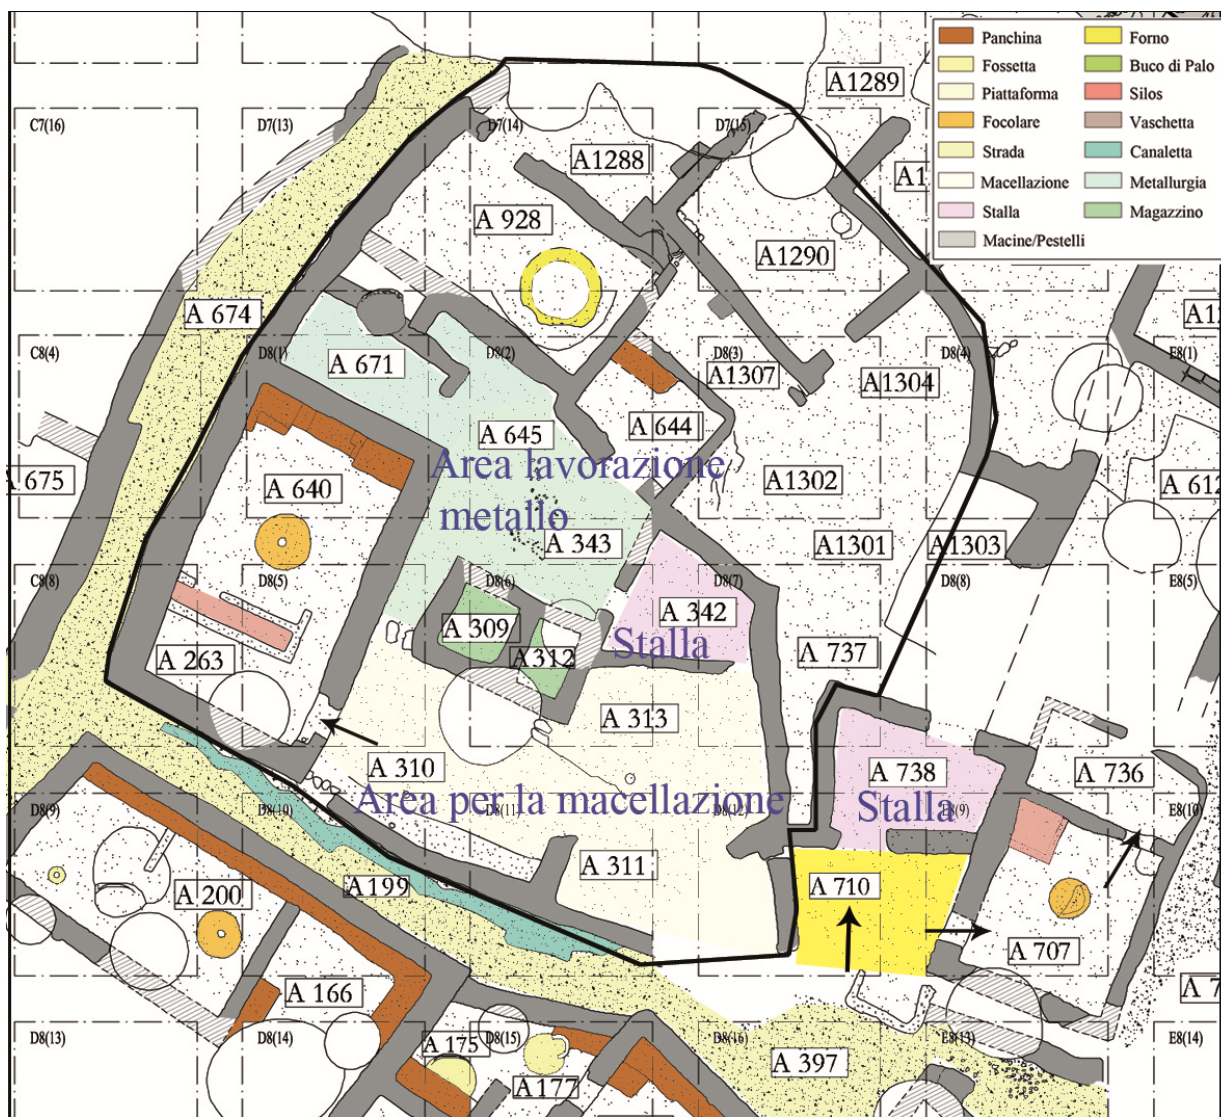 Panchina
Forno
Fossetta
Buco di Palo
Piattaforma
Silos
Focolare
Vaschetta
Strada
Canaletta
Macellazione
Metallurgia
Stalla
Magazzino
Macine/Pestelli
A1289
C7(16)
D7(13)
D7(14)
D7(15)
A1288
A 928
A1290
A 674
C8(4)
D8(1)
D8(2)
D8(3)
D8(4)
E8(1)
A 671
A1307
A1304
A 645
A 644
Area lavorazione
metallo
A 675
A 640
A1302
A 612
A 343
A1301
A1303
C8(8)
D8(5)
D8(6)
D8(7)
D8(8)
E8(5)
A 342
A 309
A 312
Stalla
A 263
A 737
A 313
A 310
A 738
A 736
Area per la macellazione
Stalla
D8(9)
D8(10)
D8(11)
D8(12)
E8(9)
E8(10)
A 311
A199
A 200
A 710
A 707
A 166
D8(13)
D8(14)
D8(15)
D8(16)
E8(13)
E8(14)
A 175
A 177
A 397